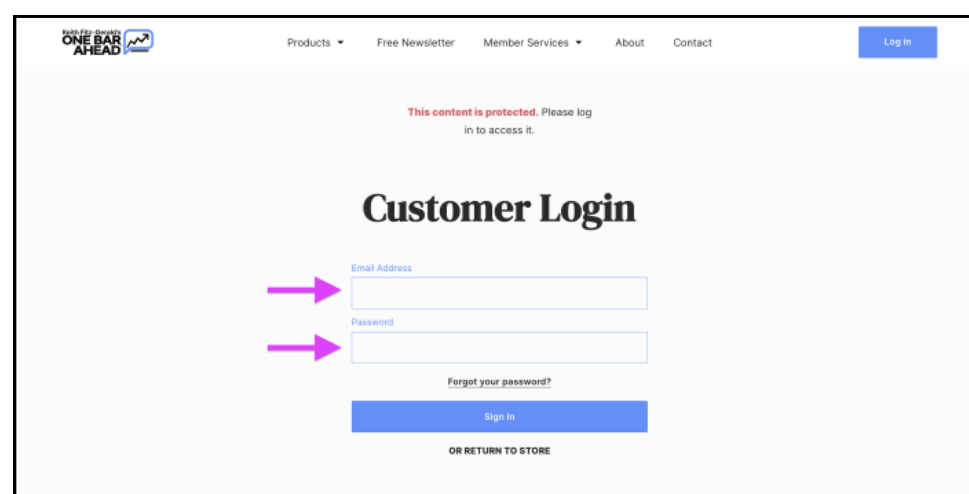 Keith Fitz-Gerald's
ONE BAR
AHEAD
Products Free Newsletter Member Services About Contact Log in
This content is protected. Please log
in to access it.
Customer Login
Email Address
Password
Forgot your password?
Sign In
OR RETURN TO STORE